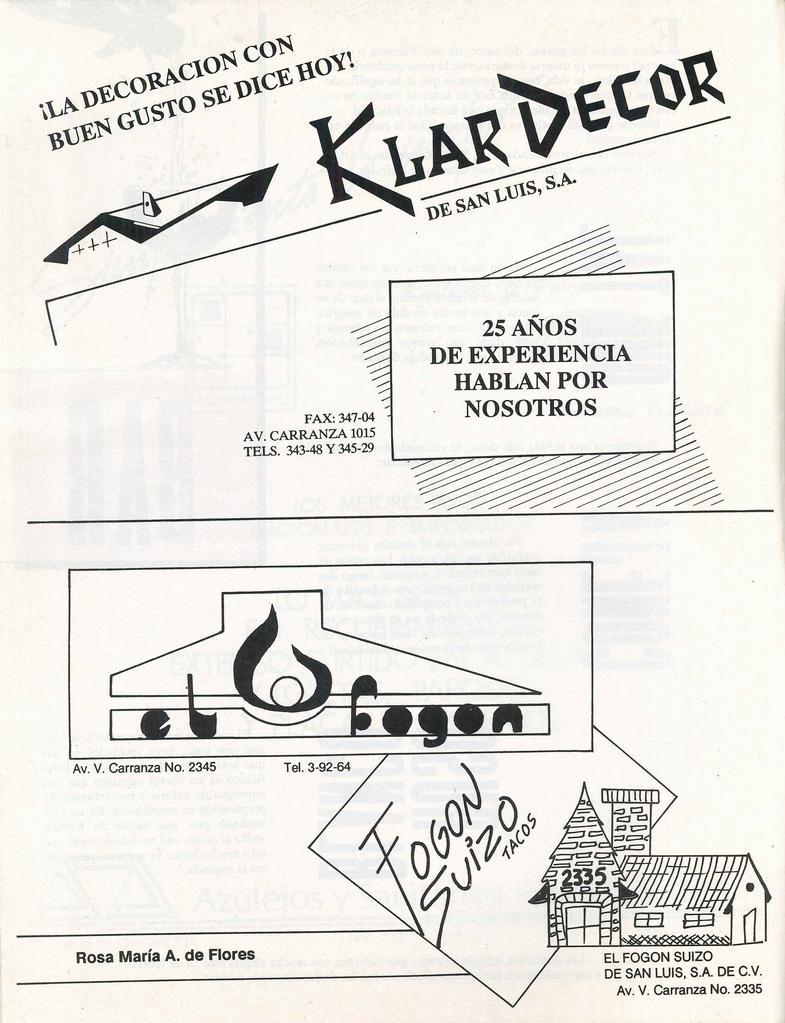 ¡LA DECORACION CON
BUEN GUSTO SE DICE HOY!
KLAR DECOR
DE SAN LUIS, S.A.
25 AÑOS
DE EXPERIENCIA
HABLAN POR
NOSOTROS
FAX: 347-04
AV. CARRANZA 1015
TELS. 343-48 Y 345-29
el Fogon
Av. V. Carranza No. 2345 Tel. 3-92-64
FOGON
SUIZO
TACOS
2335
Rosa María A. de Flores
EL FOGON SUIZO
DE SAN LUIS, S.A. DE C.V.
Av. V. Carranza No. 2335